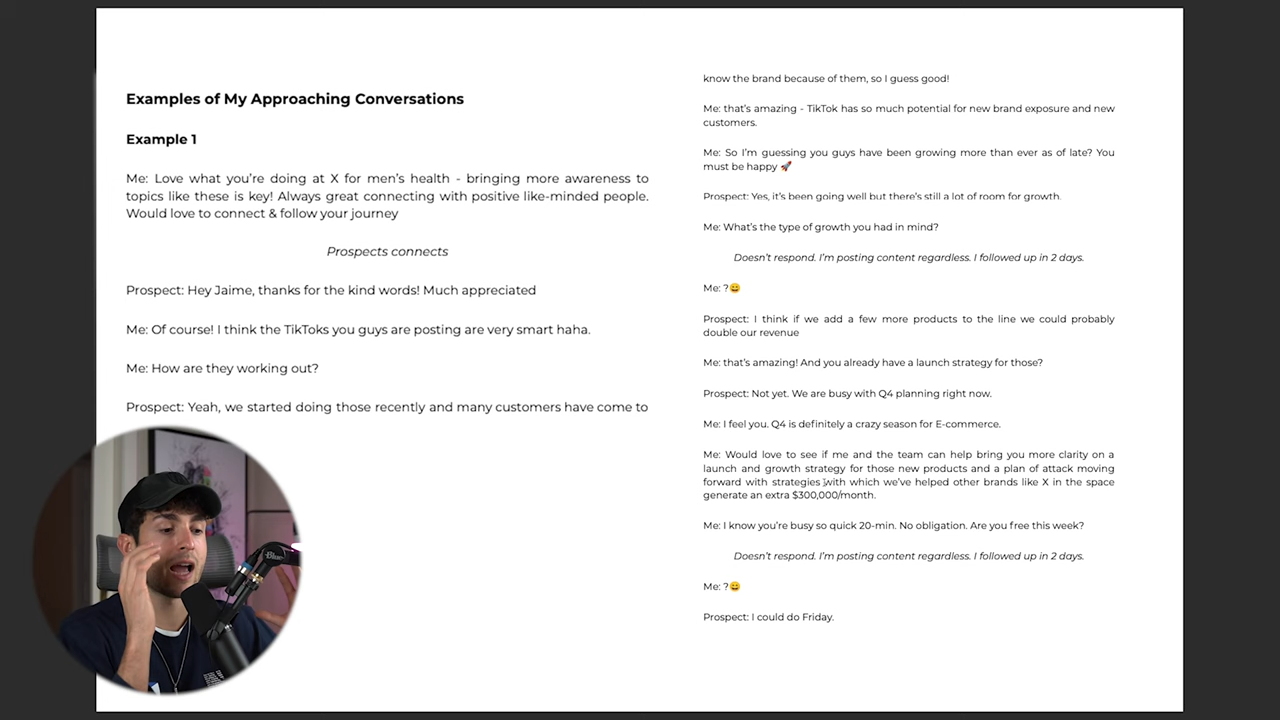 Examples of My Approaching Conversations
Example 1
Me: Love what you're doing at X for men's health - bringing more awareness to
topics like these is key! Always great connecting with positive like-minded people.
Would love to connect & follow your journey
Prospects connects
Prospect: Hey Jaime, thanks for the kind words! Much appreciated
Me: Of course! I think the TikToks you guys are posting are very smart haha.
Me: How are they working out?
Prospect: Yeah, we started doing those recently and many customers have come to
know the brand because of them, so I guess good!
Me: that's amazing - TikTok has so much potential for new brand exposure and new
customers.
Me: So I'm guessing you guys have been growing more than ever as of late? You
must be happy 🚀
Prospect: Yes, it's been going well but there's still a lot of room for growth.
Me: What's the type of growth you had in mind?
Doesn't respond. I'm posting content regardless. I followed up in 2 days.
Me: ?😄
Prospect: I think if we add a few more products to the line we could probably
double our revenue
Me: that's amazing! And you already have a launch strategy for those?
Prospect: Not yet. We are busy with Q4 planning right now.
Me: I feel you. Q4 is definitely a crazy season for E-commerce.
Me: Would love to see if me and the team can help bring you more clarity on a
launch and growth strategy for those new products and a plan of attack moving
forward with strategies with which we've helped other brands like X in the space
generate an extra $300,000/month.
Me: I know you're busy so quick 20-min. No obligation. Are you free this week?
Doesn't respond. I'm posting content regardless. I followed up in 2 days.
Me: ?😄
Prospect: I could do Friday.
Blue